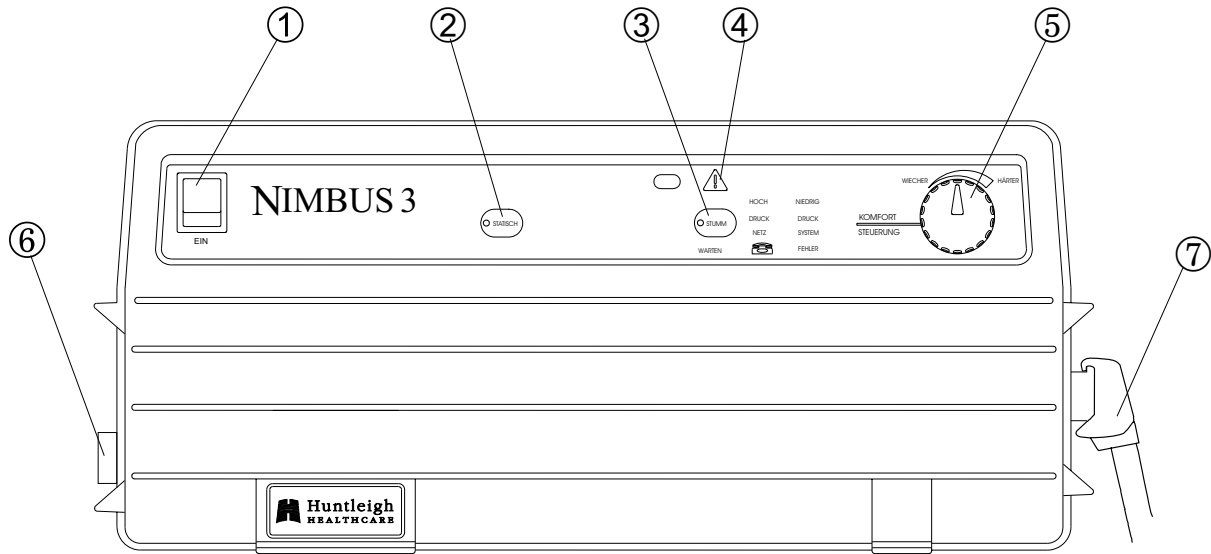 ① ② ③ ④ ⑤
WIECHER HÄRTER
NIMBUS 3
HOCH NIEDRIG
STATISCH STUMM DRUCK DRUCK KOMFORT
EIN NETZ SYSTEM STEUERUNG
⑥ WARTEN FEHLER ⑦
Huntleigh
HEALTHCARE